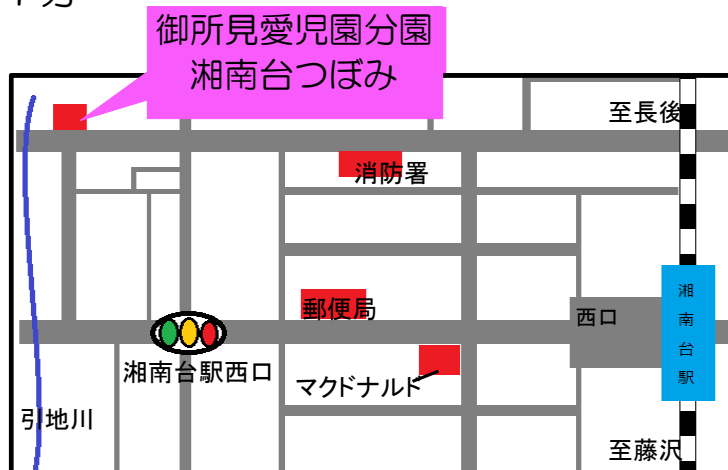 御所見愛児園分園
湘南台つぼみ
至長後
消防署
湘南台駅
郵便局
西口
湘南台駅西口
マクドナルド
引地川
至藤沢